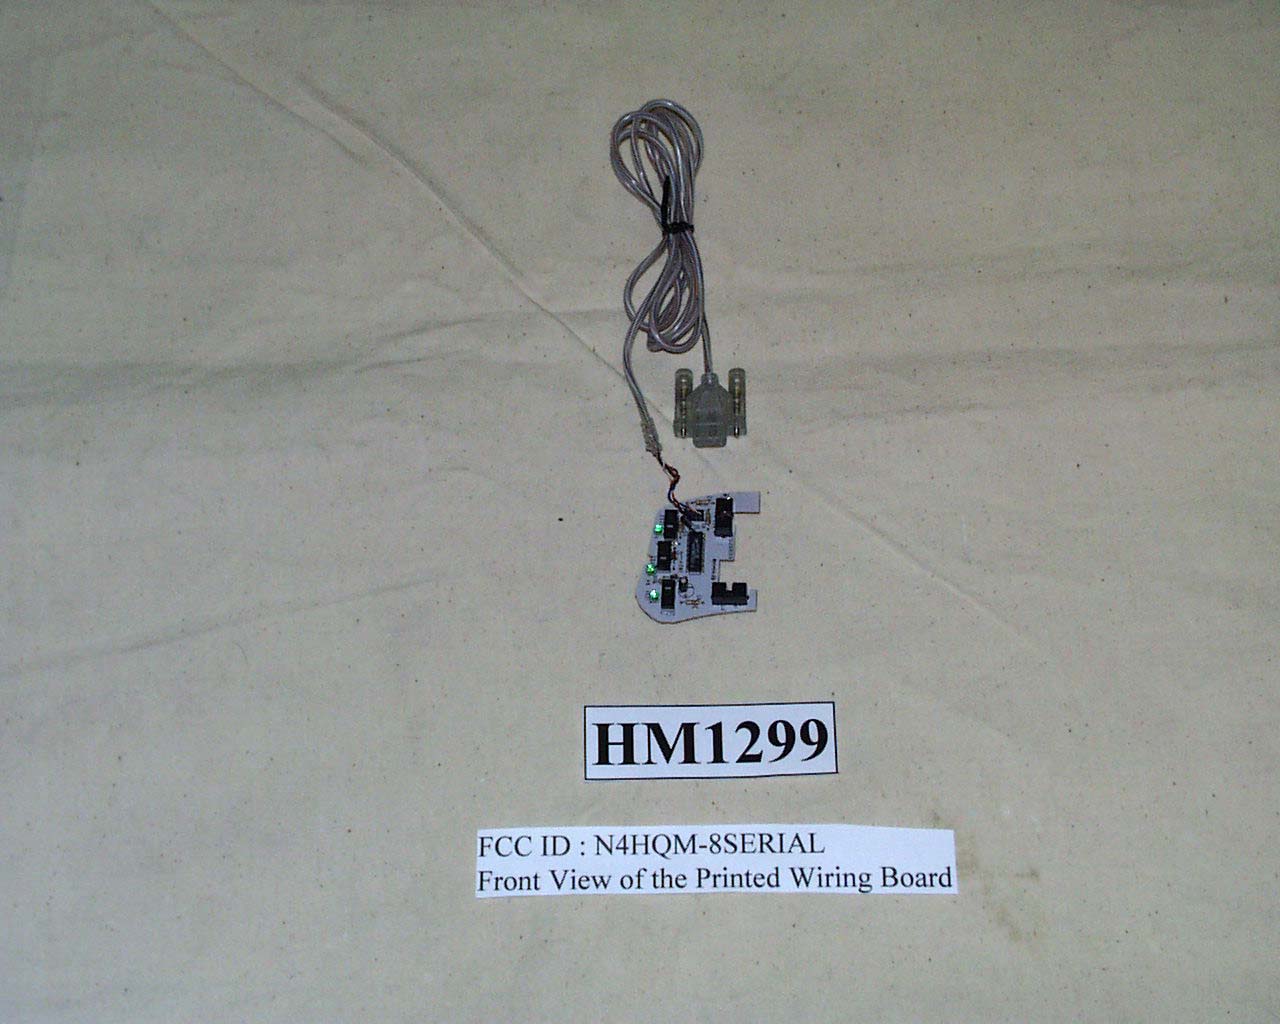 HM1299
FCC ID : N4HQM-8SERIAL
Front View of the Printed Wiring Board